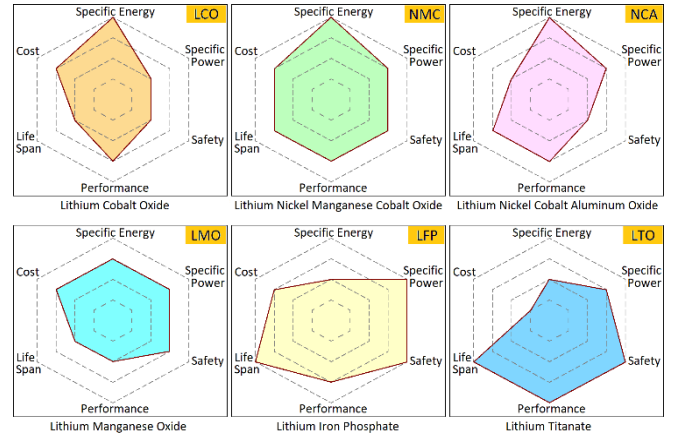 Specific Energy
LCO
Cost
Specific
Power
Life
Span
Safety
Performance
Lithium Cobalt Oxide
Specific Energy
NMC
Performance
Lithium Nickel Manganese Cobalt Oxide
Cost
Specific
Power
Life
Span
Safety
Specific Energy
NCA
Cost
Specific
Power
Life
Span
Safety
Performance
Lithium Nickel Cobalt Aluminum Oxide
Specific Energy
LMO
Cost
Specific
Power
Life
Span
Safety
Performance
Lithium Manganese Oxide
Specific Energy
LFP
Cost
Specific
Power
Life
Span
Safety
Performance
Lithium Iron Phosphate
Specific Energy
LTO
Cost
Specific
Power
Life
Span
Safety
Performance
Lithium Titanate